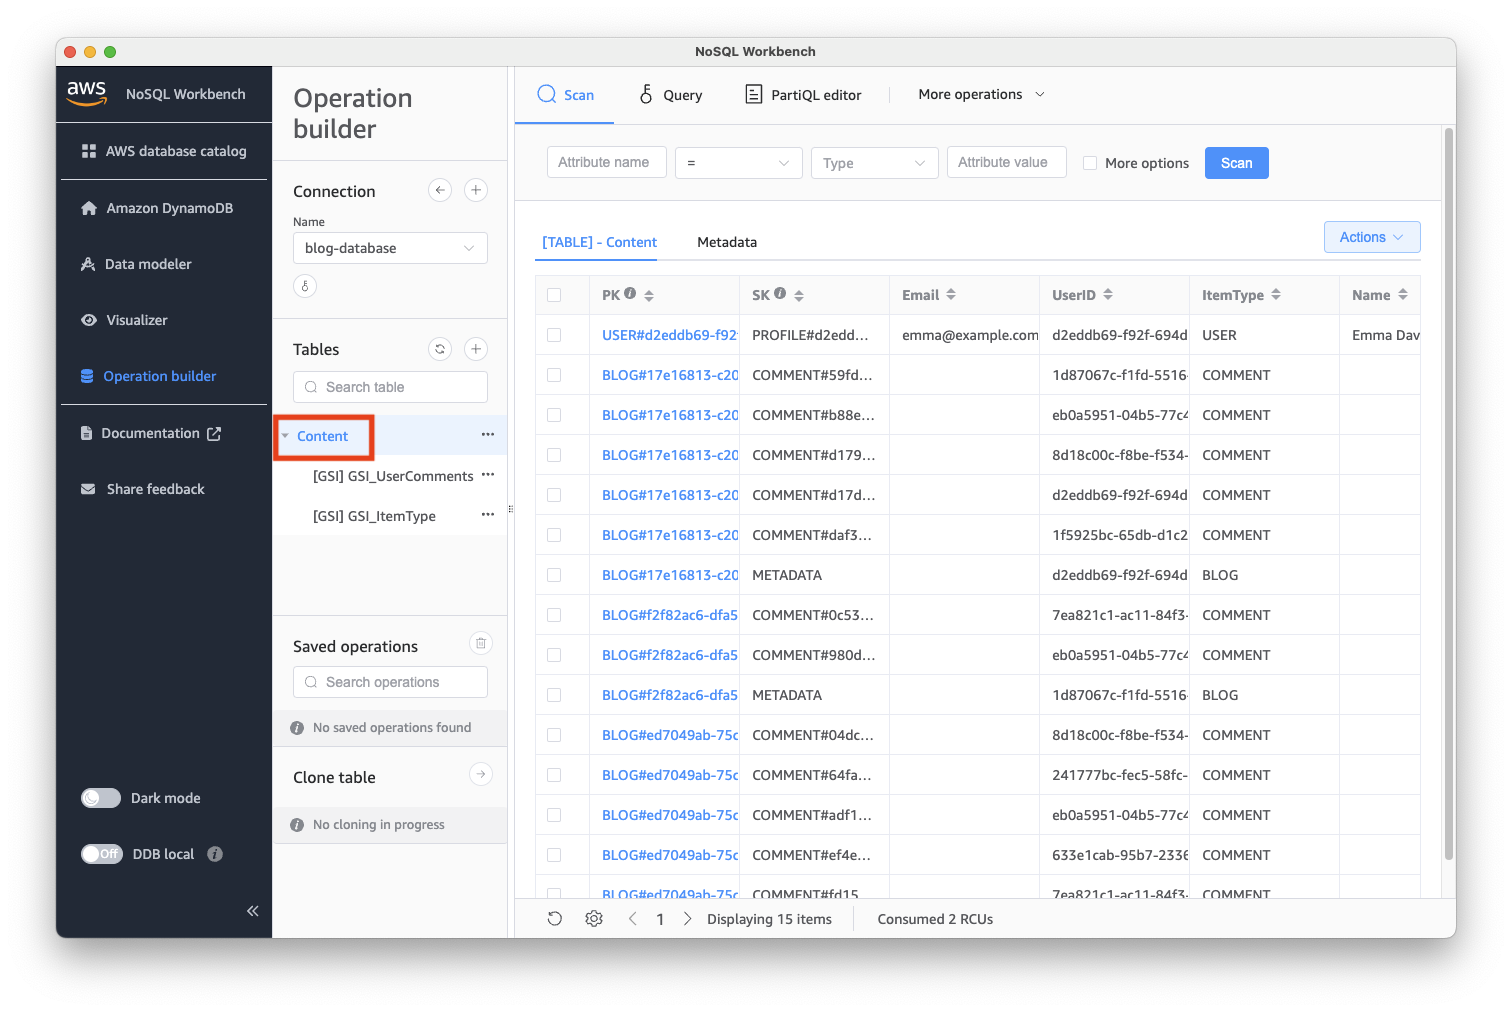 NoSQL Workbench
aws
NoSQL Workbench
AWS database catalog
Amazon DynamoDB
Data modeler
Visualizer
Operation builder
Documentation
Share feedback
Dark mode
Off DDB local
Operation
builder
Connection
Name
blog-database
Tables
Search table
Content
[GSI] GSI_UserComments
[GSI] GSI_ItemType
Saved operations
Search operations
No saved operations found
Clone table
No cloning in progress
Scan Query PartiQL editor More operations
Attribute name = Type Attribute value More options Scan
[TABLE] - Content Metadata Actions
PK SK Email UserID ItemType Name
USER#d2eddb69-f92f PROFILE#d2edd... emma@example.com d2eddb69-f92f-694d USER Emma Dav
BLOG#17e16813-c20 COMMENT#59fd... 1d87067c-f1fd-5516- COMMENT
BLOG#17e16813-c20 COMMENT#b88e... eb0a5951-04b5-77c4 COMMENT
BLOG#17e16813-c20 COMMENT#d179... 8d18c00c-f8be-f534- COMMENT
BLOG#17e16813-c20 COMMENT#d17d... d2eddb69-f92f-694d COMMENT
BLOG#17e16813-c20 COMMENT#daf3... 1f5925bc-65db-d1c2 COMMENT
BLOG#17e16813-c20 METADATA d2eddb69-f92f-694d BLOG
BLOG#f2f82ac6-dfa5 COMMENT#0c53... 7ea821c1-ac11-84f3- COMMENT
BLOG#f2f82ac6-dfa5 COMMENT#980d... eb0a5951-04b5-77c4 COMMENT
BLOG#f2f82ac6-dfa5 METADATA 1d87067c-f1fd-5516- BLOG
BLOG#ed7049ab-75c COMMENT#04dc... 8d18c00c-f8be-f534- COMMENT
BLOG#ed7049ab-75c COMMENT#64fa... 241777bc-fec5-58fc- COMMENT
BLOG#ed7049ab-75c COMMENT#adf1... eb0a5951-04b5-77c4 COMMENT
BLOG#ed7049ab-75c COMMENT#ef4e... 633e1cab-95b7-2336 COMMENT
BLOG#ed7049ab-75c COMMENT#fd15... 7ea821c1-ac11-84f3- COMMENT
1 Displaying 15 items Consumed 2 RCUs